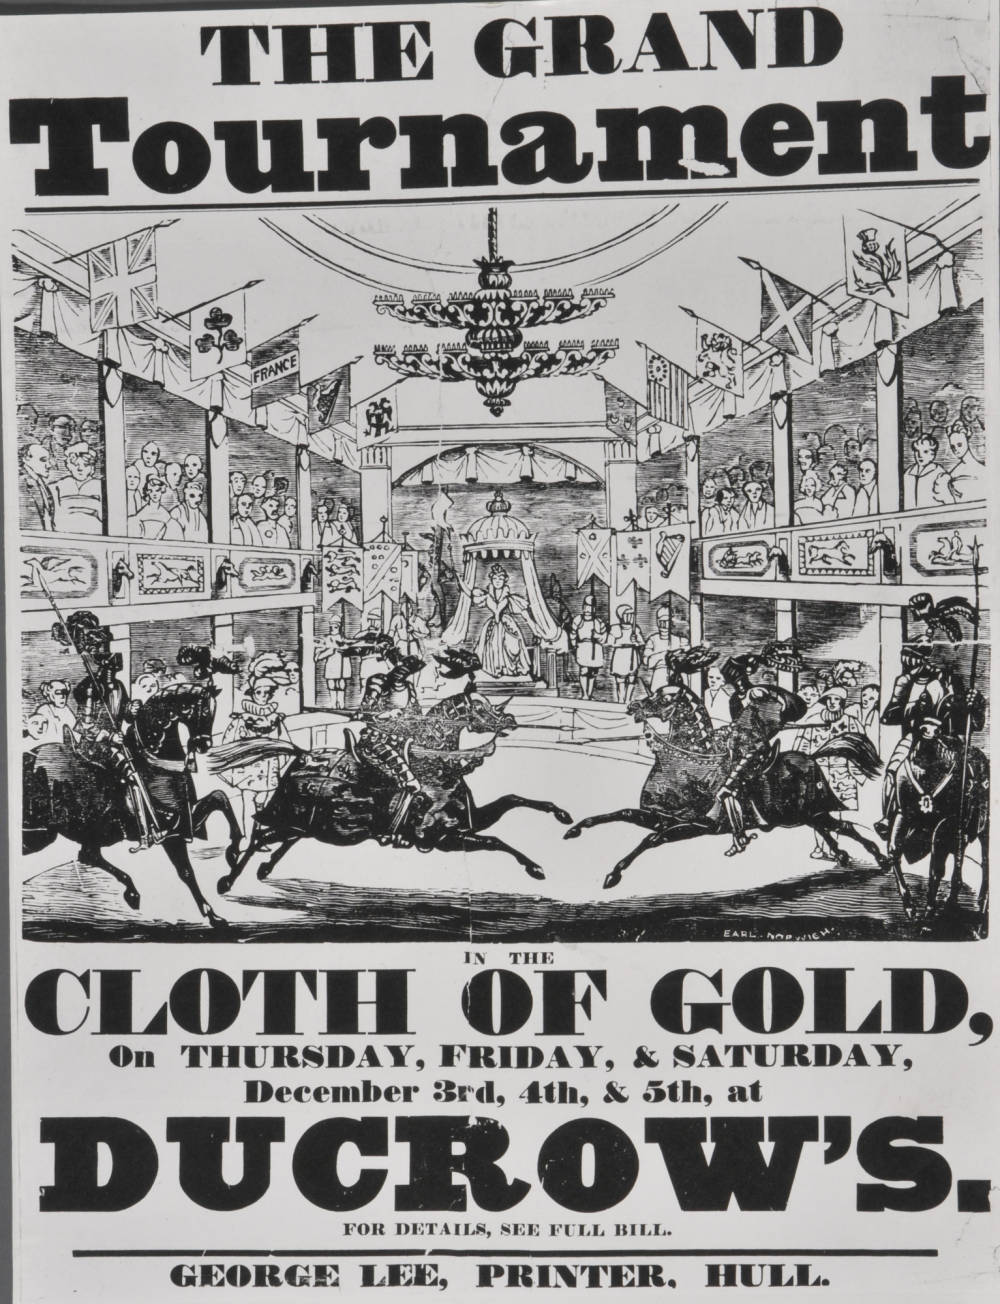 THE GRAND
Tournament
FRANCE
EARL. NORWICH.
IN THE
CLOTH OF GOLD,
On THURSDAY, FRIDAY, & SATURDAY,
December 3rd, 4th, & 5th, at
DUCROW'S.
FOR DETAILS, SEE FULL BILL.
GEORGE LEE, PRINTER, HULL.